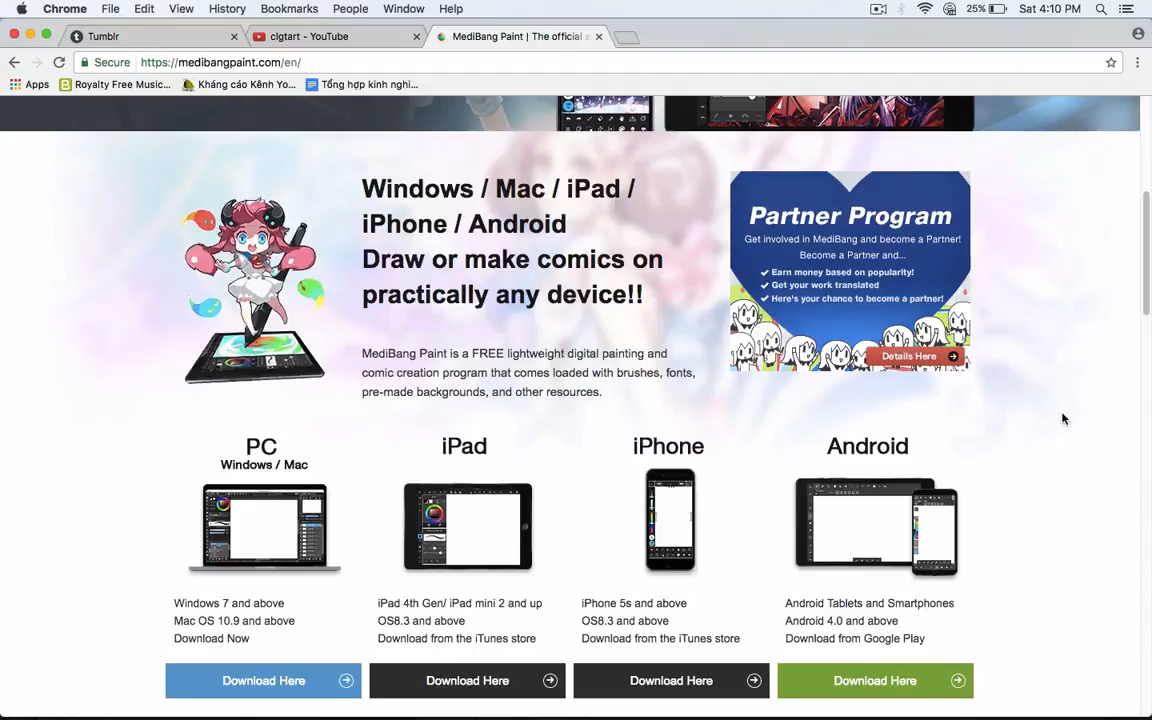 Chrome File Edit View History Bookmarks People Window Help 25% Sat 4:10 PM
Tumblr clgtart - YouTube MediBang Paint | The official
Secure https://medibangpaint.com/en/
Apps Royalty Free Music... Kháng cáo Kênh Yo... Tổng hợp kinh nghi...
Windows / Mac / iPad /
iPhone / Android
Draw or make comics on
practically any device!!
MediBang Paint is a FREE lightweight digital painting and
comic creation program that comes loaded with brushes, fonts,
pre-made backgrounds, and other resources.
Partner Program
Get involved in MediBang and become a Partner!
Become a Partner and...
Earn money based on popularity!
Get your work translated
Here's your chance to become a partner!
Details Here
PC
Windows / Mac
Windows 7 and above
Mac OS 10.9 and above
Download Now
Download Here
iPad
iPad 4th Gen/ iPad mini 2 and up
OS8.3 and above
Download from the iTunes store
Download Here
iPhone
iPhone 5s and above
OS8.3 and above
Download from the iTunes store
Download Here
Android
Android Tablets and Smartphones
Android 4.0 and above
Download from Google Play
Download Here